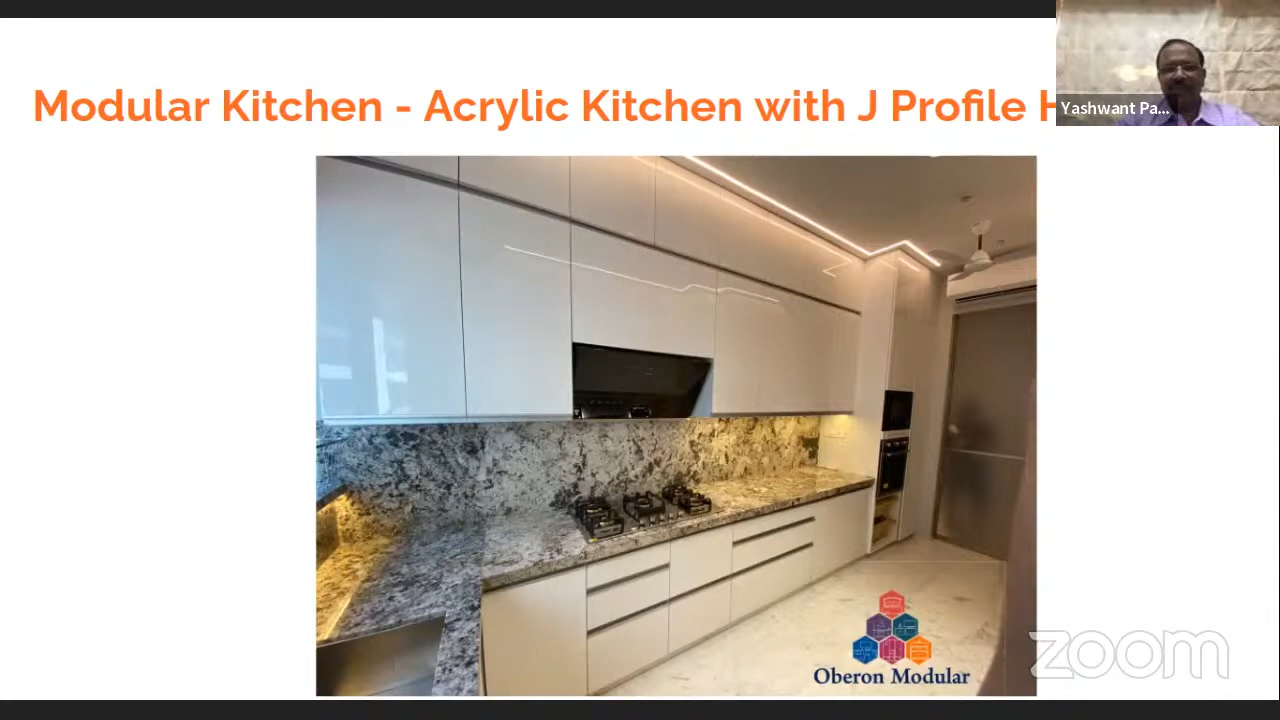 Modular Kitchen - Acrylic Kitchen with J Profile H
Yashwant Pa...
Oberon Modular
zoom